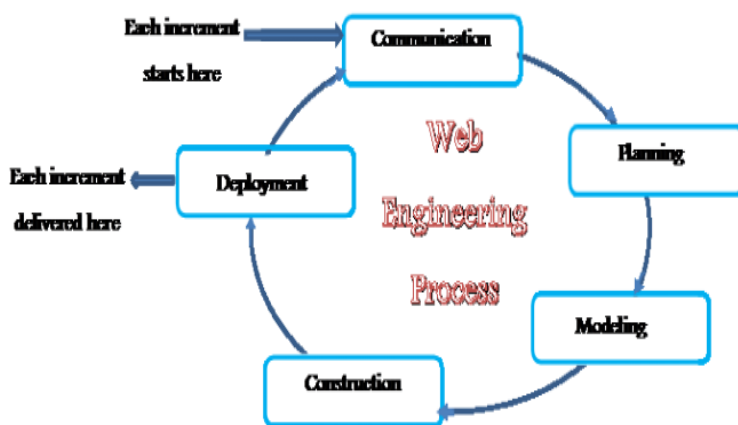 Each increment
starts here
Communication
Web
Engineering
Process
Planning
Deployment
Each increment
delivered here
Modeling
Construction